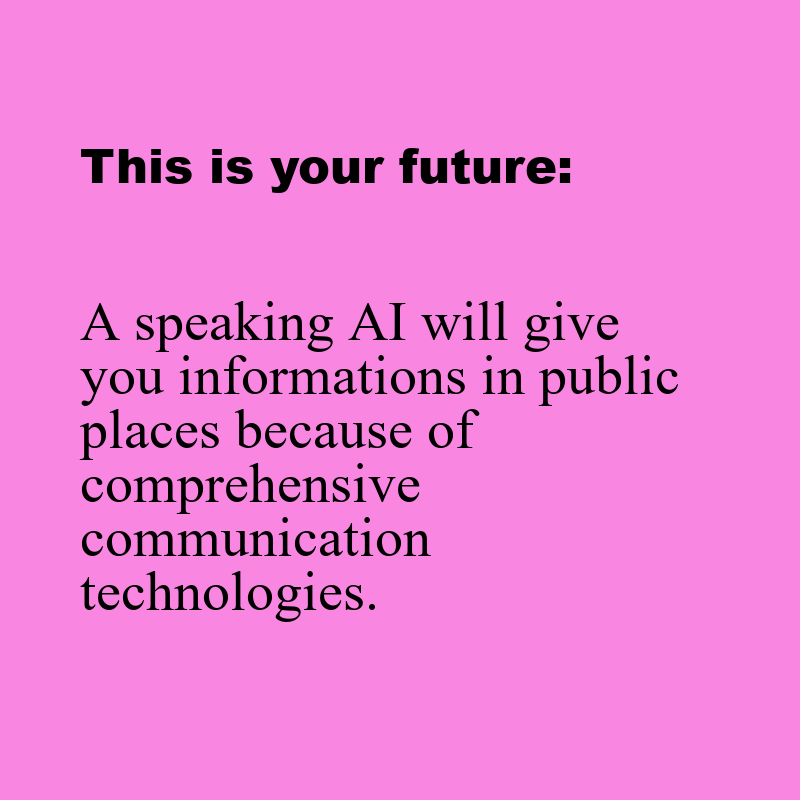 This is your future:
A speaking AI will give
you informations in public
places because of
comprehensive
communication
technologies.